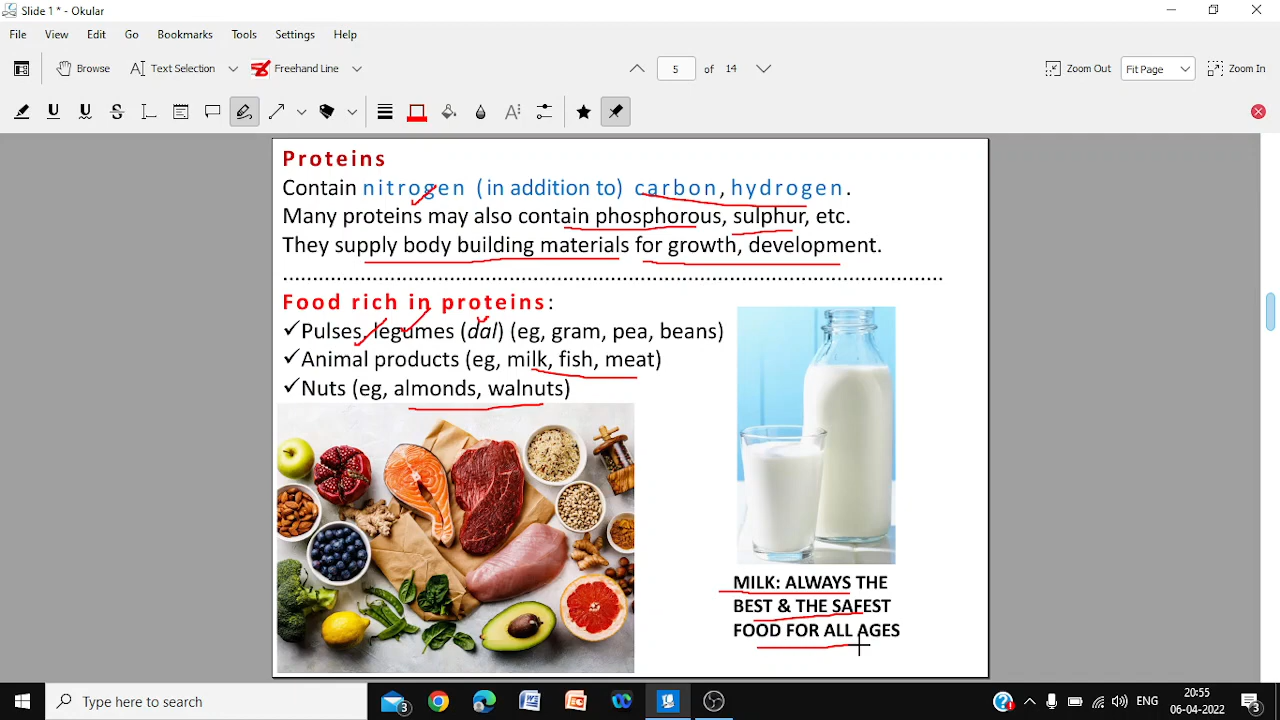 Slide 1 * - Okular
File View Edit Go Bookmarks Tools Settings Help
Browse Text Selection Freehand Line 5 of 14 Zoom Out Fit Page Zoom In
Proteins
Contain nitrogen (in addition to) carbon, hydrogen.
Many proteins may also contain phosphorous, sulphur, etc.
They supply body building materials for growth, development.
Food rich in proteins:
Pulses, legumes (dal) (eg, gram, pea, beans)
Animal products (eg, milk, fish, meat)
Nuts (eg, almonds, walnuts)
MILK: ALWAYS THE
BEST & THE SAFEST
FOOD FOR ALL AGES
Type here to search
3
ENG
20:55
06-04-2022
3